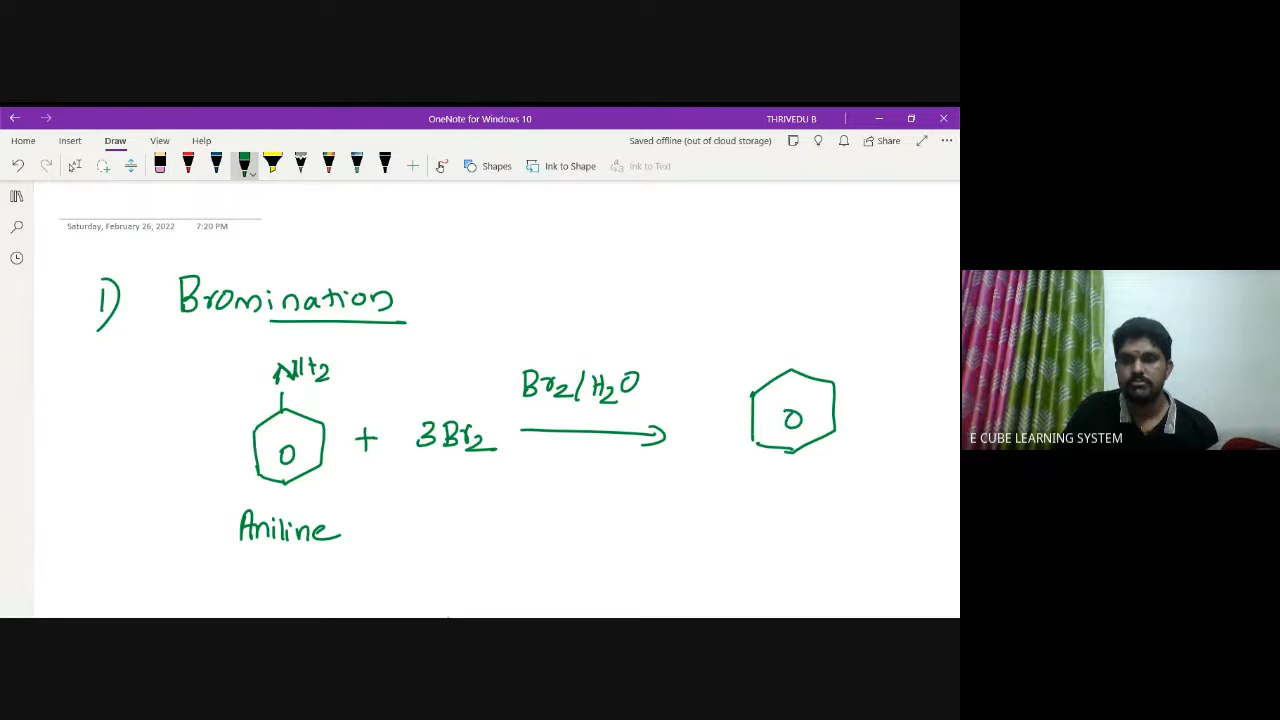 OneNote for Windows 10
THRIVEDU B
Home Insert Draw View Help
Saved offline (out of cloud storage)
Share
Shapes
Ink to Shape
Ink to Text
Saturday, February 26, 2022 7:20 PM
1) Bromination
NH2
Br2/H2O
+ 3Br2
Aniline
E CUBE LEARNING SYSTEM